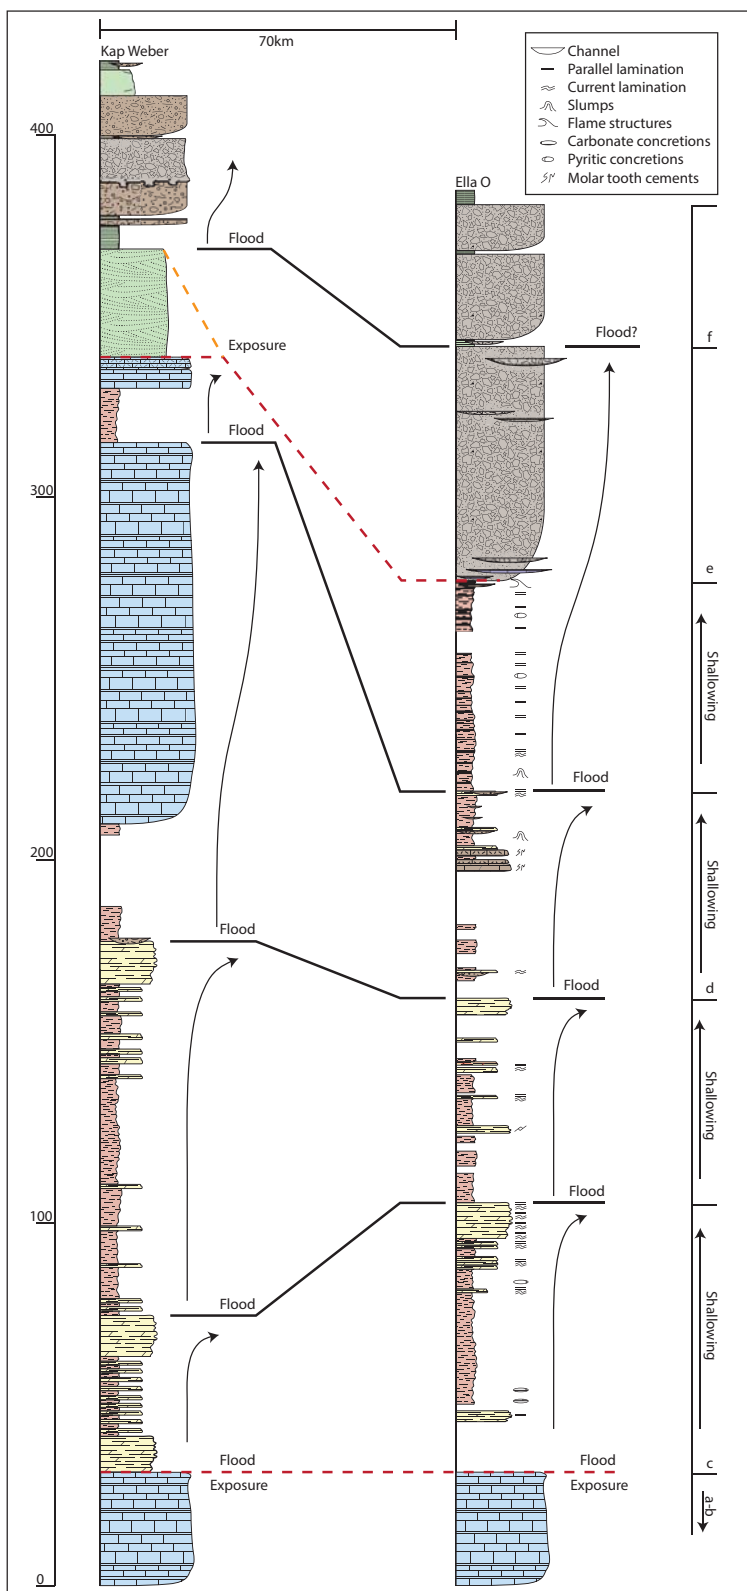 70km
Kap Weber
Channel
Parallel lamination
Current lamination
Slumps
Flame structures
Carbonate concretions
Pyritic concretions
Molar tooth cements
400
Ella O
Flood
Flood?
f
Exposure
Flood
300
e
Shallowing
Flood
200
Shallowing
Flood
Flood
d
Shallowing
Flood
100
Flood
Shallowing
Flood
Flood
c
Exposure
Exposure
a-b
0